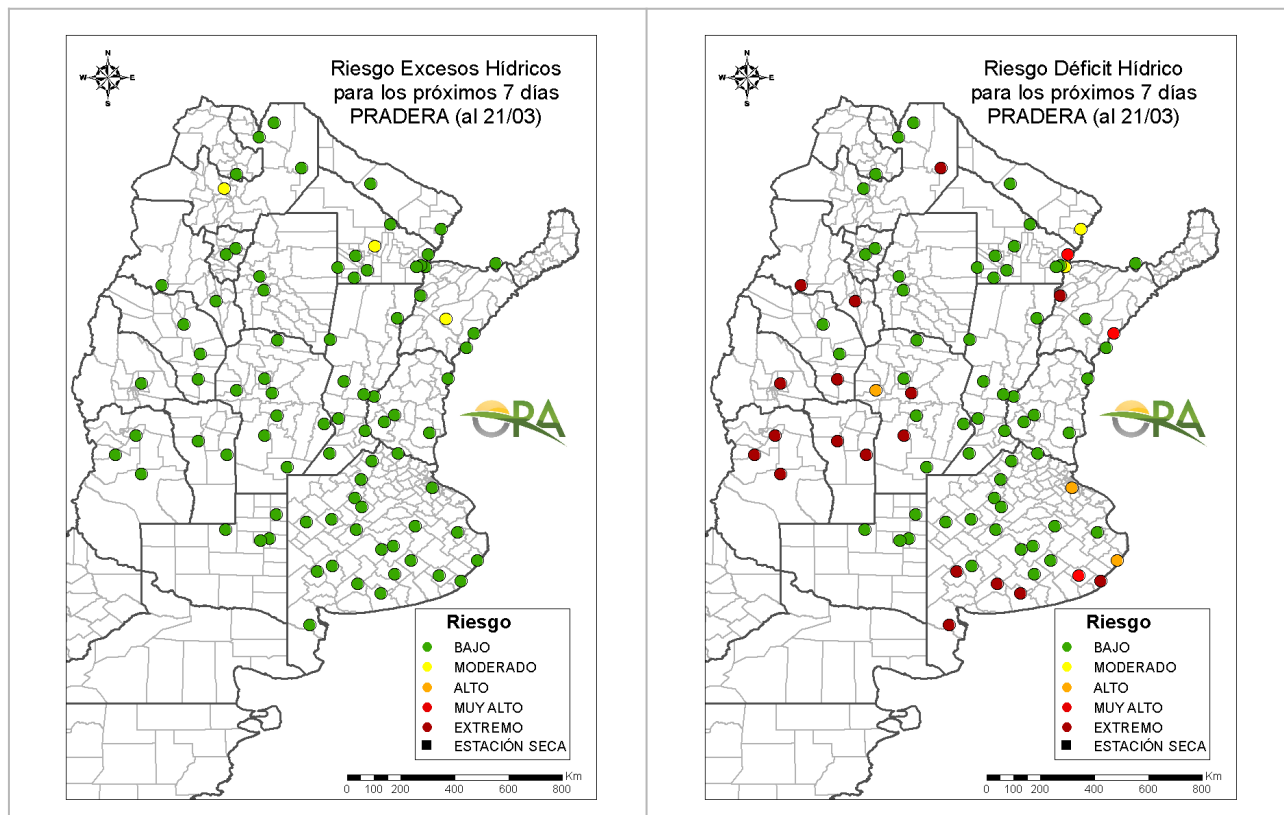 N
W E
S
Riesgo Excesos Hídricos
para los próximos 7 días
PRADERA (al 21/03)
ORA
Riesgo
BAJO
MODERADO
ALTO
MUY ALTO
EXTREMO
ESTACIÓN SECA
Km
0 100 200 400 600 800
N
W E
S
Riesgo Déficit Hídrico
para los próximos 7 días
PRADERA (al 21/03)
ORA
Riesgo
BAJO
MODERADO
ALTO
MUY ALTO
EXTREMO
ESTACIÓN SECA
Km
0 100 200 400 600 800